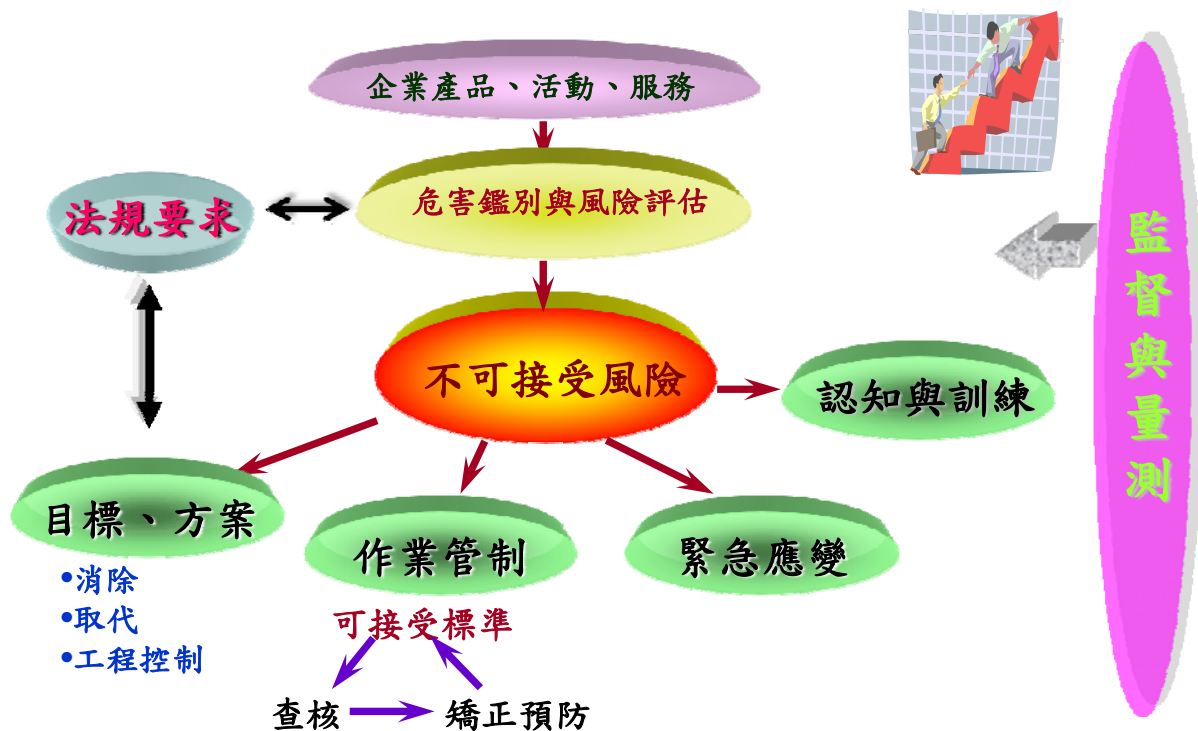 企業產品、活動、服務
危害鑑別與風險評估
法規要求
不可接受風險
認知與訓練
目標、方案
•消除
•取代
•工程控制
作業管制
可接受標準
查核
矯正預防
緊急應變
監督與量測